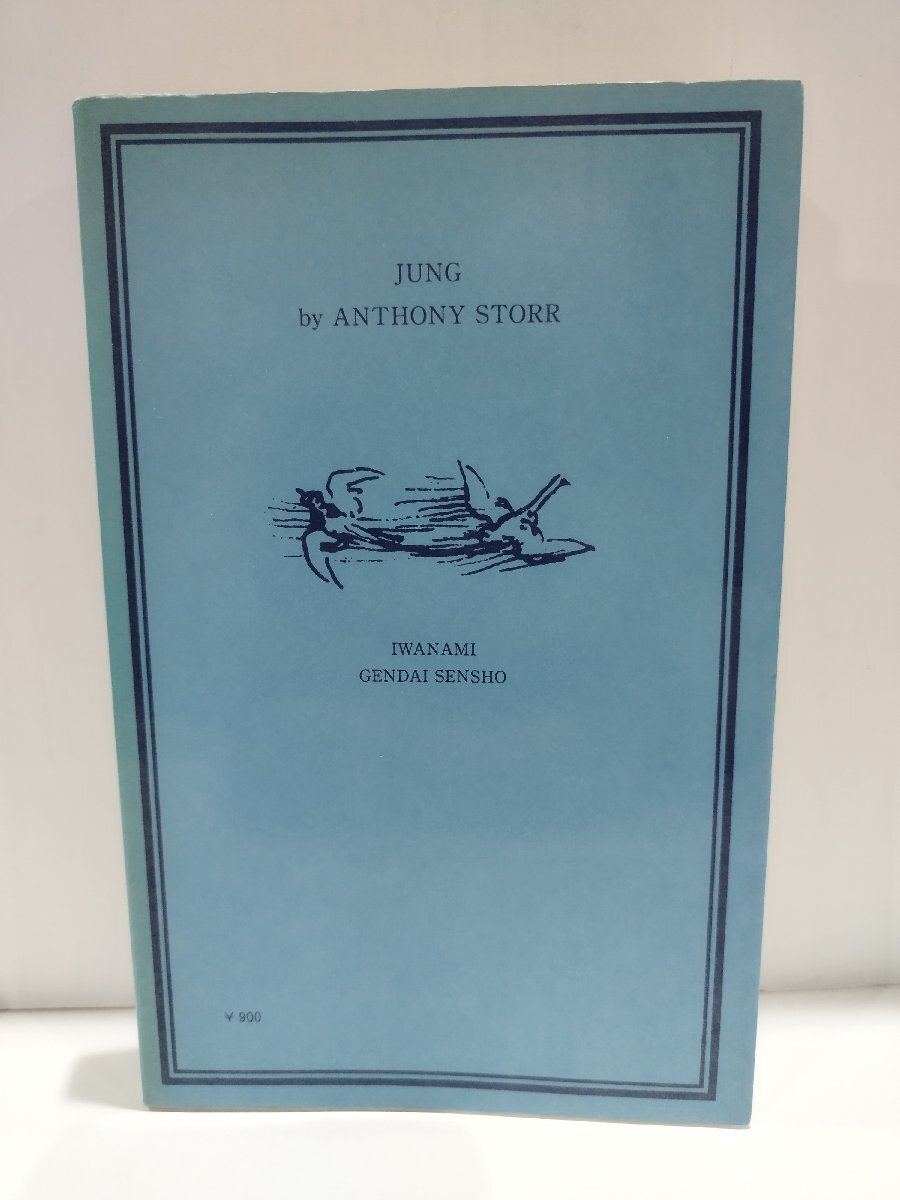 JUNG
by ANTHONY STORR
IWANAMI
GENDAI SENSHO
¥ 900